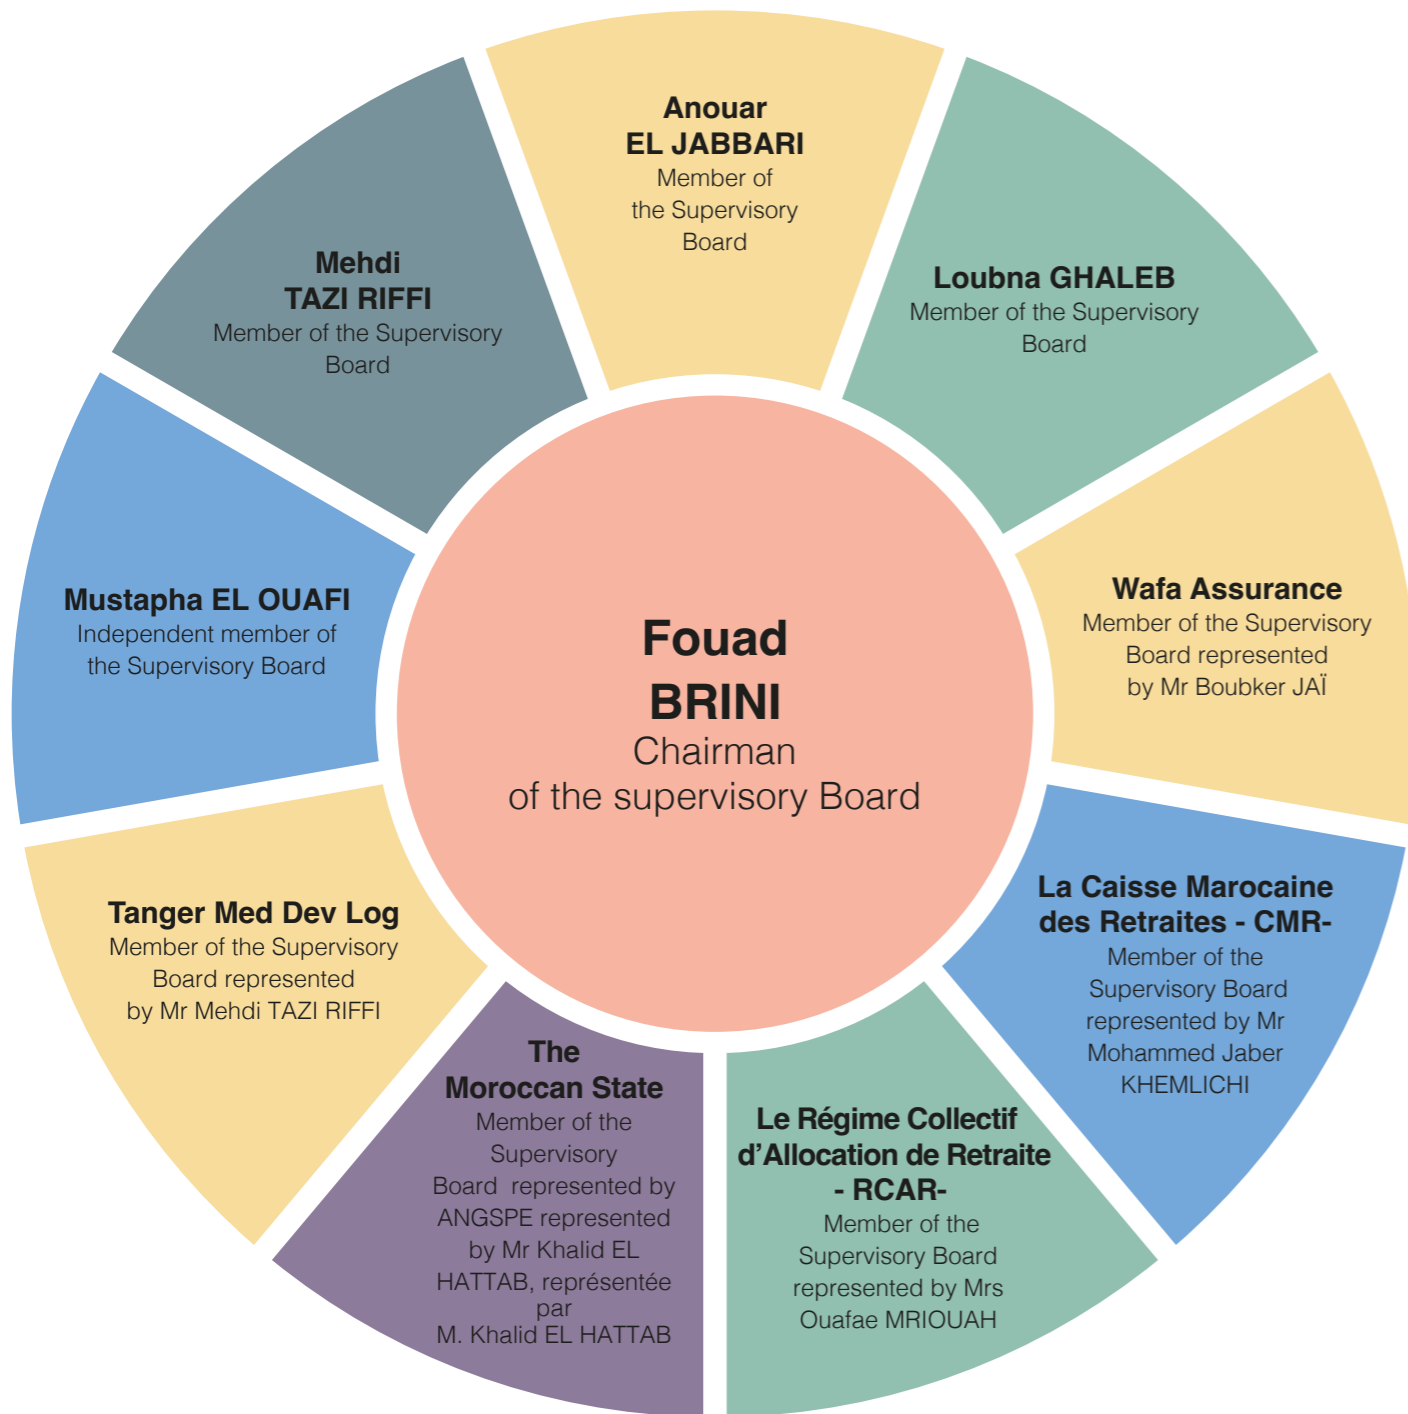 Anouar
EL JABBARI
Member of
the Supervisory
Board
Loubna GHALEB
Member of the Supervisory
Board
Wafa Assurance
Member of the Supervisory
Board represented
by Mr Boubker JAÏ
La Caisse Marocaine
des Retraites - CMR-
Member of the
Supervisory Board
represented by Mr
Mohammed Jaber
KHEMLICHI
Le Régime Collectif
d’Allocation de Retraite
- RCAR-
Member of the
Supervisory Board
represented by Mrs
Ouafae MRIOUAH
The
Moroccan State
Member of the
Supervisory
Board  represented by
ANGSPE represented
by Mr Khalid EL
HATTAB, représentée
par
M. Khalid EL HATTAB
Tanger Med Dev Log
Member of the Supervisory
Board represented
by Mr Mehdi TAZI RIFFI
Mustapha EL OUAFI
Independent member of
the Supervisory Board
Mehdi
TAZI RIFFI
Member of the Supervisory
Board
Fouad
BRINI
Chairman
of the supervisory Board